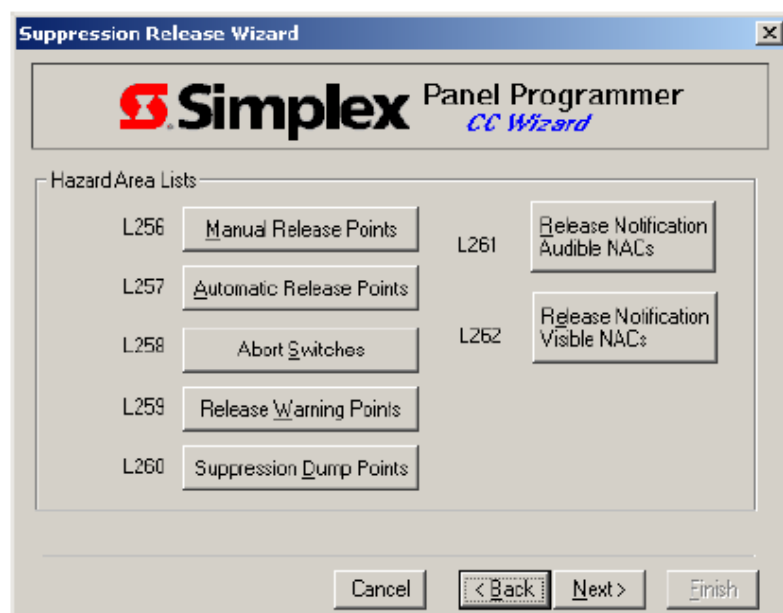 Suppression Release Wizard
Simplex
Panel Programmer
CC Wizard
Hazard Area Lists
L256
Manual Release Points
L257
Automatic Release Points
L258
Abort Switches
L259
Release Warning Points
L260
Suppression Dump Points
L261
Release Notification
Audible NACs
L262
Release Notification
Visible NACs
Cancel
< Back
Next >
Finish